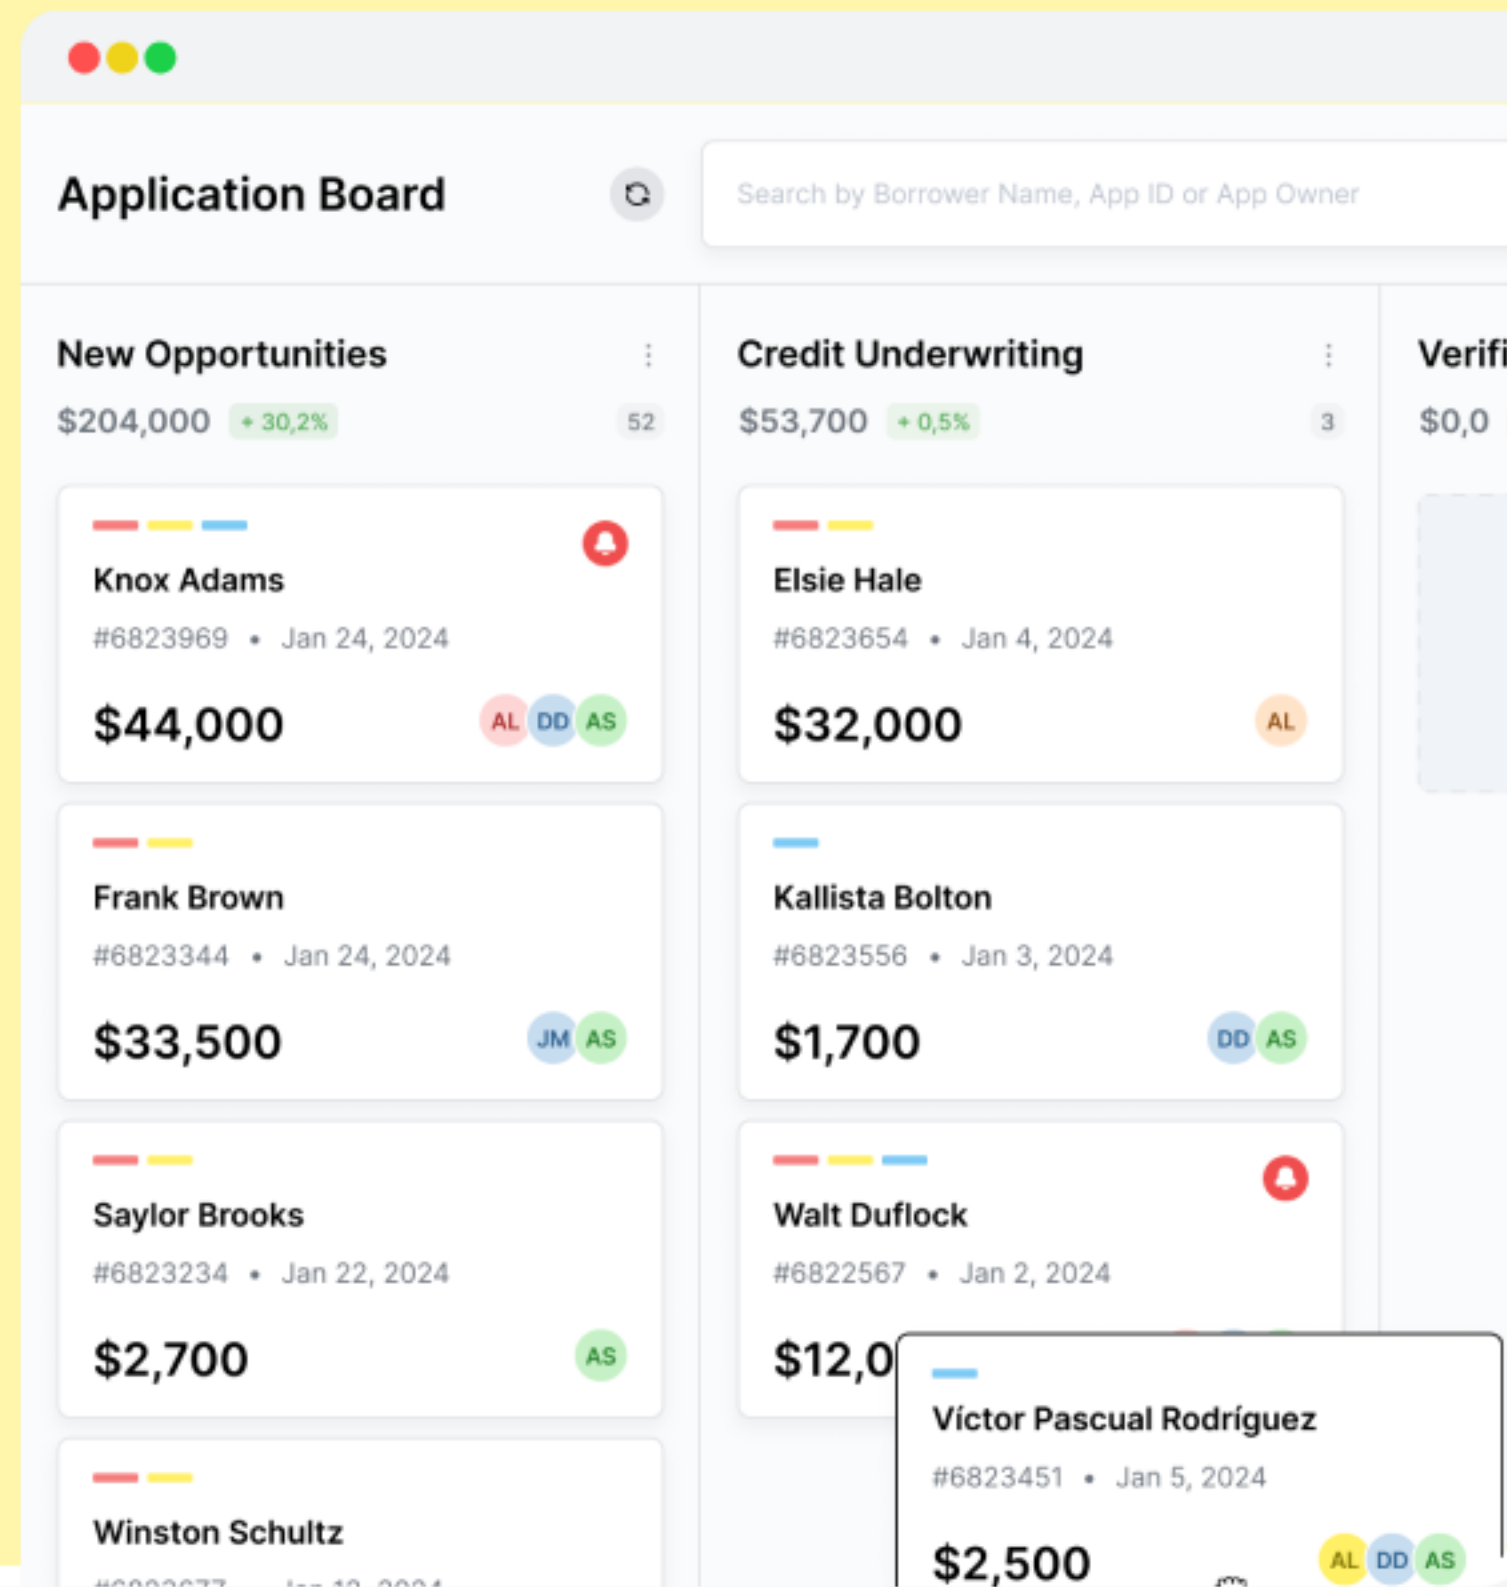 Application Board
Search by Borrower Name, App ID or App Owner
New Opportunities
$204,000 + 30,2% 52
Knox Adams
#6823969 • Jan 24, 2024
$44,000 AL DD AS
Frank Brown
#6823344 • Jan 24, 2024
$33,500 JM AS
Saylor Brooks
#6823234 • Jan 22, 2024
$2,700 AS
Winston Schultz
Credit Underwriting
$53,700 + 0,5% 3
Elsie Hale
#6823654 • Jan 4, 2024
$32,000 AL
Kallista Bolton
#6823556 • Jan 3, 2024
$1,700 DD AS
Walt Duflock
#6822567 • Jan 2, 2024
$12,0
Víctor Pascual Rodríguez
#6823451 • Jan 5, 2024
$2,500 AL DD AS
Verifi
$0,0